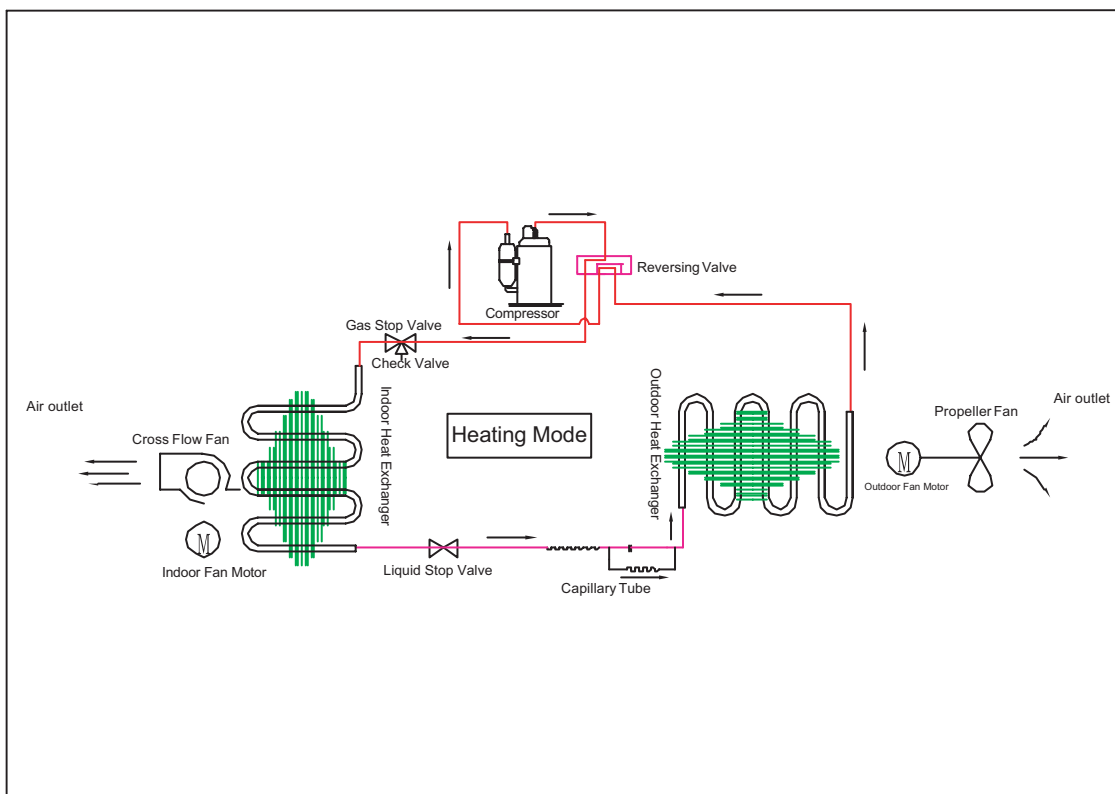 Reversing Valve
Compressor
Gas Stop Valve
Check Valve
Air outlet
Cross Flow Fan
Indoor Heat Exchanger
Heating Mode
Outdoor Heat Exchanger
Propeller Fan
Air outlet
M
Outdoor Fan Motor
M
Indoor Fan Motor
Liquid Stop Valve
Capillary Tube